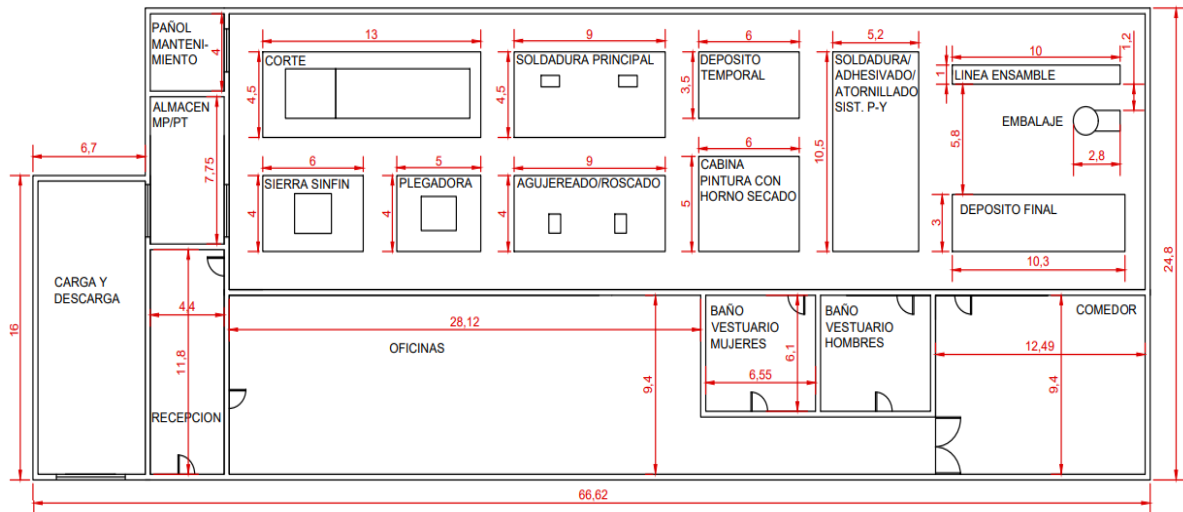 PAÑOL
MANTENI-
MIENTO
4
13
CORTE
4,5
9
SOLDADURA PRINCIPAL
4,5
6
DEPOSITO
TEMPORAL
3,5
5,2
SOLDADURA/
ADHESIVADO/
ATORNILLADO
SIST. P-Y
10,5
10
1,2
1
LINEA ENSAMBLE
EMBALAJE
2,8
5,8
ALMACEN
MP/PT
7,75
6,7
6
SIERRA SINFIN
4
5
PLEGADORA
4
9
AGUJEREADO/ROSCADO
4
6
CABINA
PINTURA CON
HORNO SECADO
5
3
DEPOSITO FINAL
10,3
24,8
CARGA Y
DESCARGA
16
4,4
11,8
RECEPCION
28,12
OFICINAS
9,4
BAÑO
VESTUARIO
MUJERES
6,1
6,55
BAÑO
VESTUARIO
HOMBRES
COMEDOR
12,49
9,4
66,62